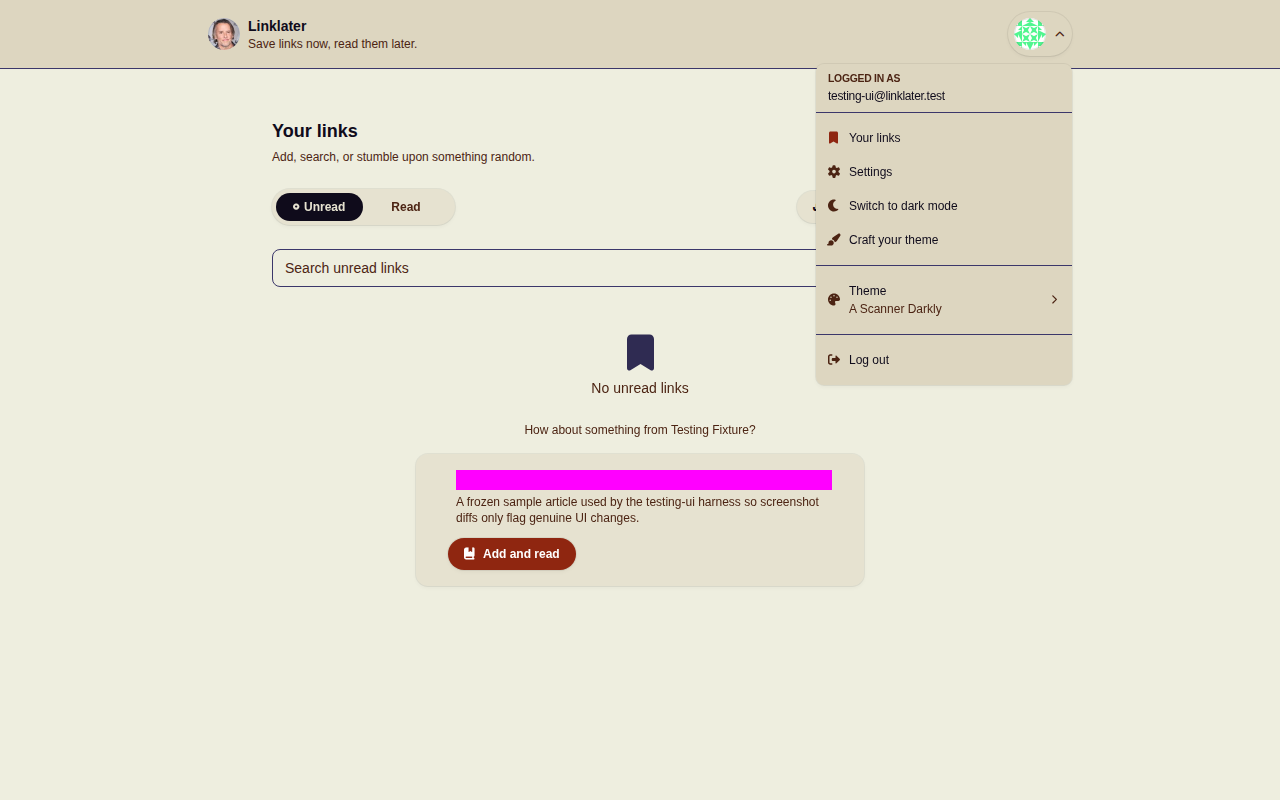 Linklater
Save links now, read them later.
LOGGED IN AS
testing-ui@linklater.test
Your links
Settings
Switch to dark mode
Craft your theme
Theme
A Scanner Darkly
Log out
Your links
Add, search, or stumble upon something random.
Unread
Read
Search unread links
No unread links
How about something from Testing Fixture?
A frozen sample article used by the testing-ui harness so screenshot
diffs only flag genuine UI changes.
Add and read